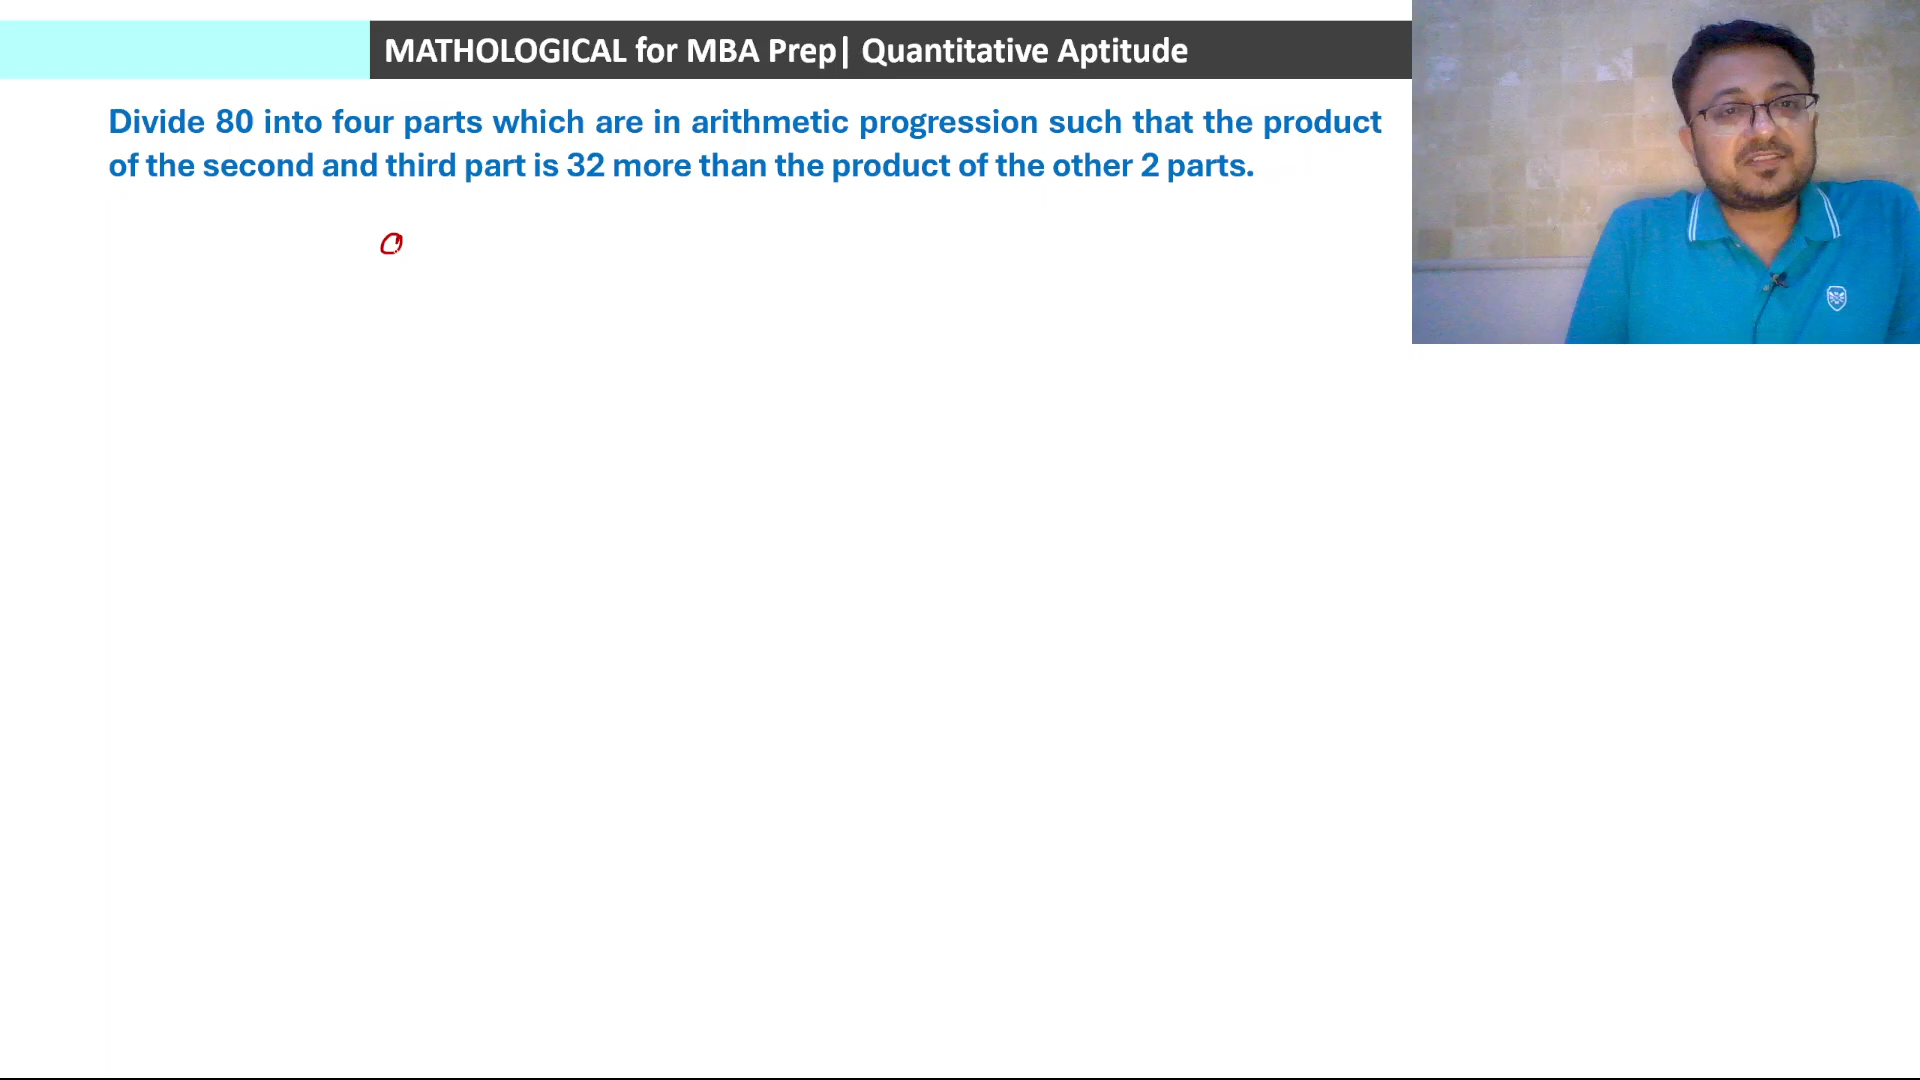 MATHOLOGICAL for MBA Prep| Quantitative Aptitude
Divide 80 into four parts which are in arithmetic progression such that the product
of the second and third part is 32 more than the product of the other 2 parts.